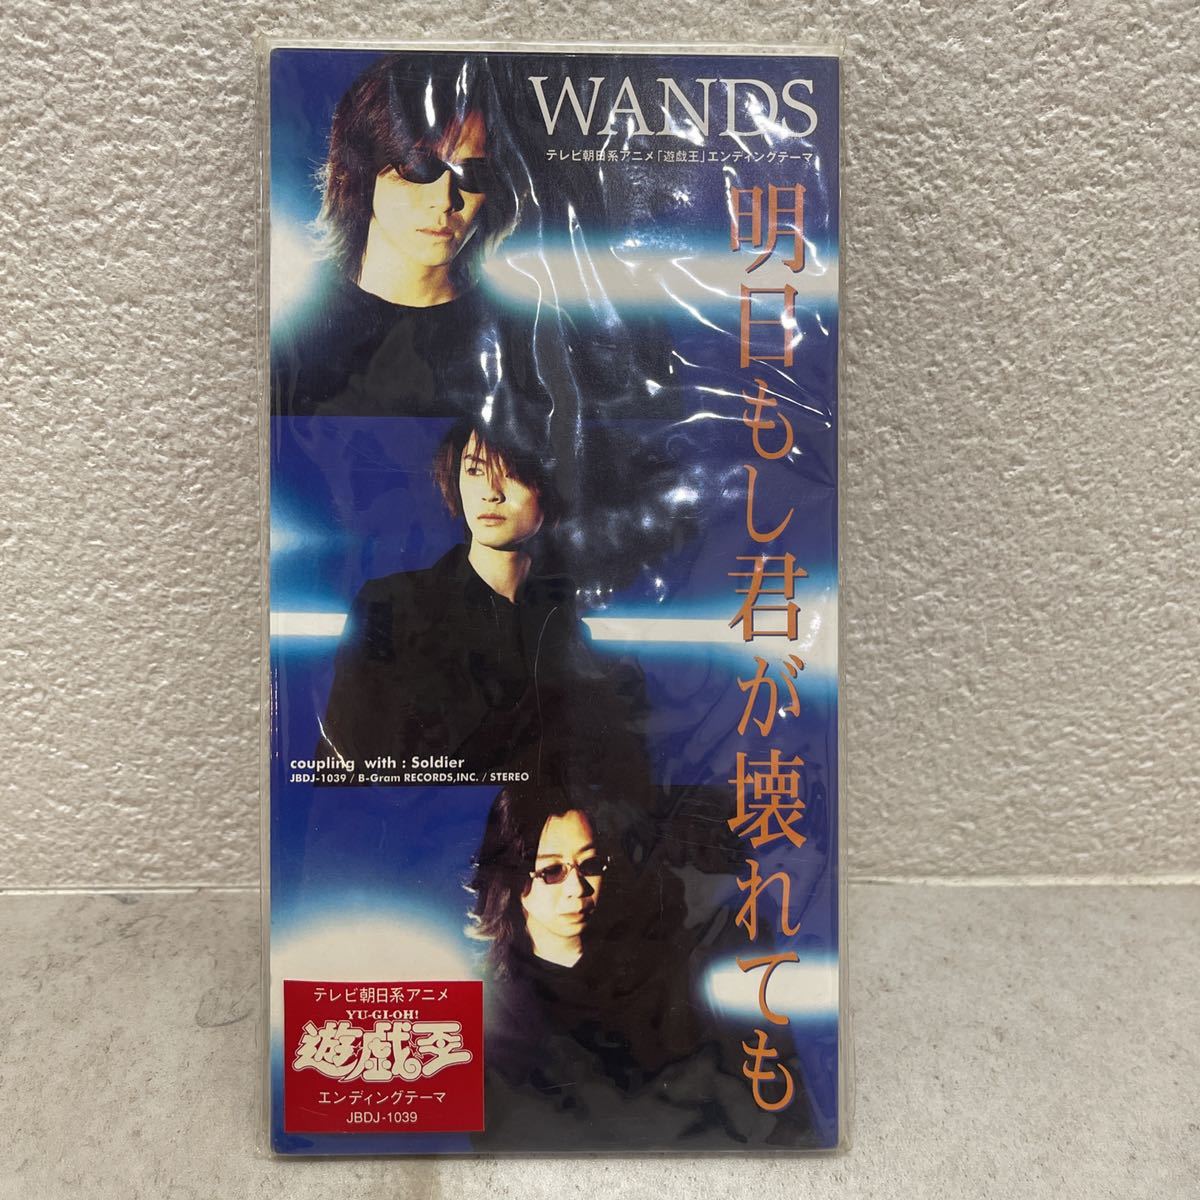 WANDS
テレビ朝日系アニメ「遊戯王」エンディングテーマ
明日もし君が壊れても
coupling with : Soldier
JBDJ-1039 / B-Gram RECORDS,INC. / STEREO
テレビ朝日系アニメ
YU-GI-OH!
遊☆戯☆王
エンディングテーマ
JBDJ-1039